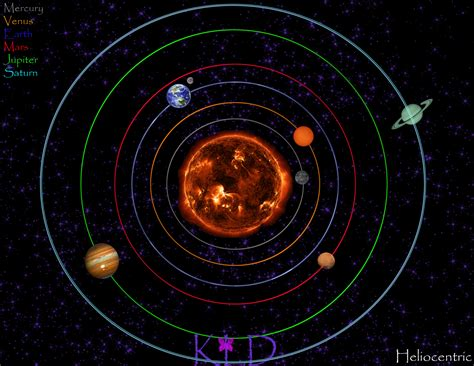 Mercury
Venus
Earth
Mars
Jupiter
Saturn
Heliocentric